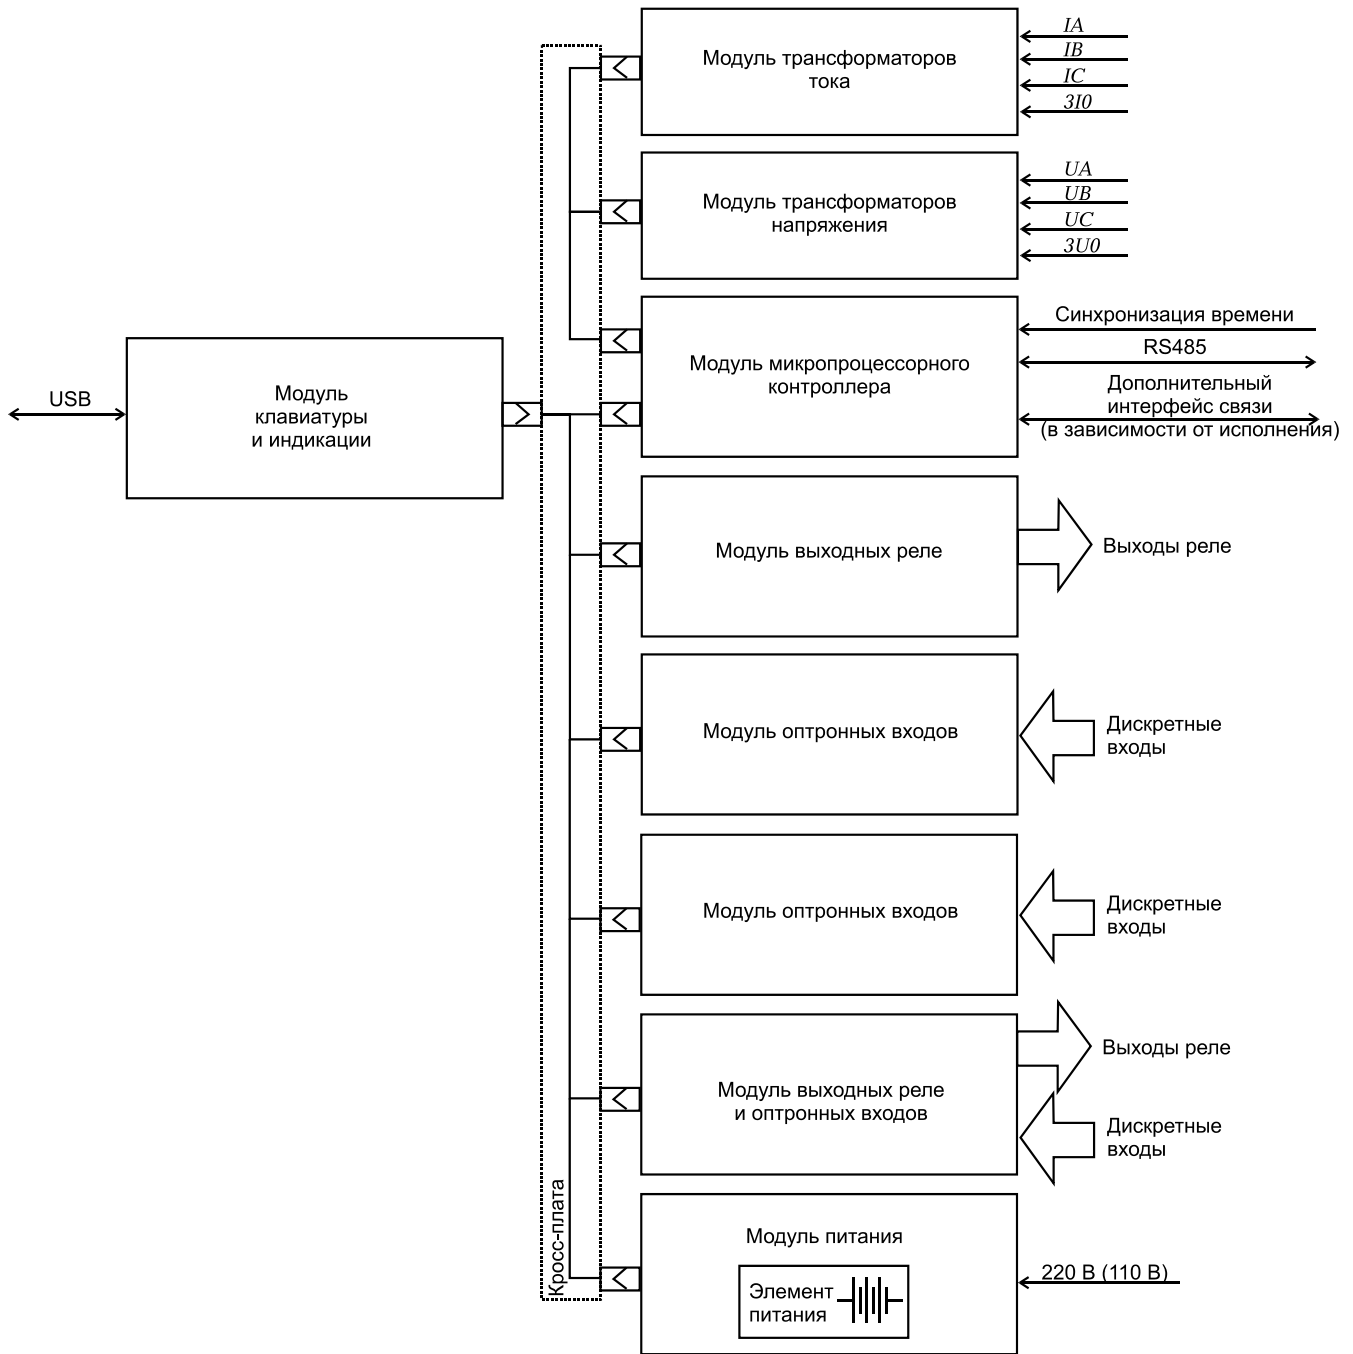 Модуль трансформаторов
тока
IA
IB
IC
3I0
Модуль трансформаторов
напряжения
UA
UB
UC
3U0
USB
Модуль
клавиатуры
и индикации
Модуль микропроцессорного
контроллера
Синхронизация времени
RS485
Дополнительный
интерфейс связи
(в зависимости от исполнения)
Модуль выходных реле
Выходы реле
Модуль оптронных входов
Дискретные
входы
Модуль оптронных входов
Дискретные
входы
Модуль выходных реле
и оптронных входов
Выходы реле
Дискретные
входы
Кросс-плата
Модуль питания
Элемент
питания
220 В (110 В)